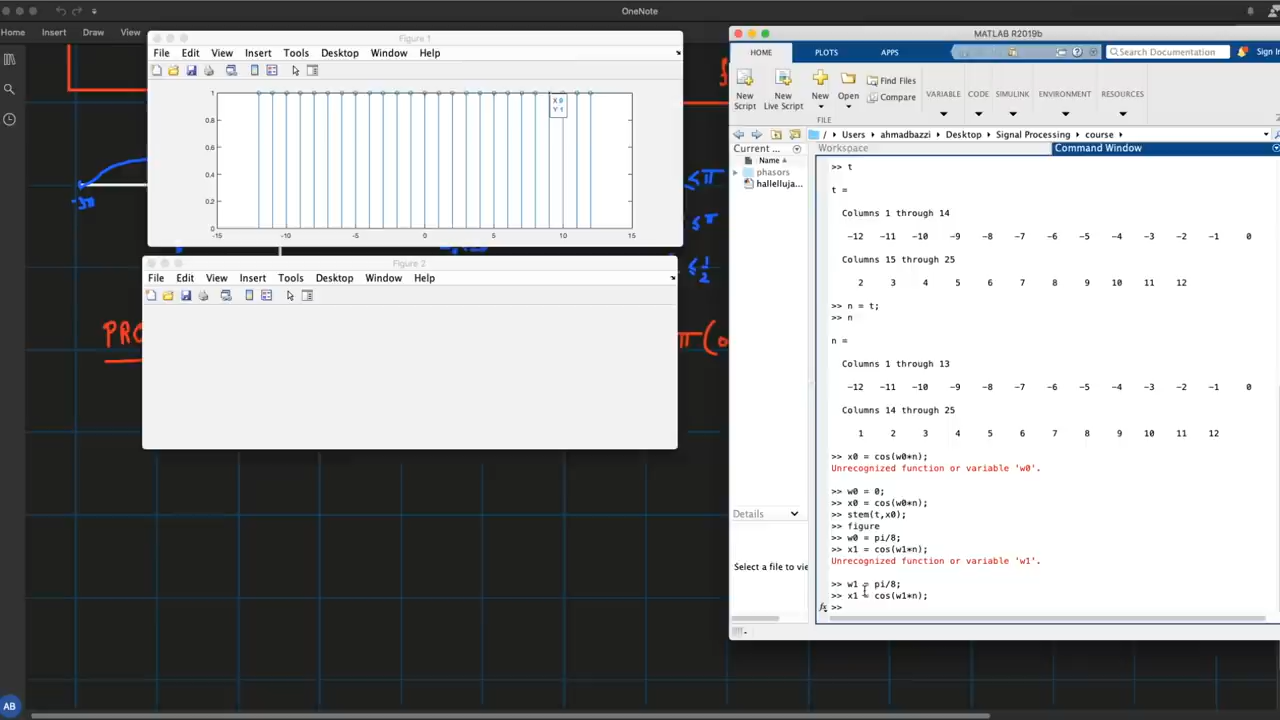 OneNote
Home Insert Draw View
Figure 1
File Edit View Insert Tools Desktop Window Help
X 0
Y 1
1
0.8
0.6
0.4
0.2
0
-15 -10 -5 0 5 10 15
-3π
≤π
≤π
≤ 1/2
Figure 2
File Edit View Insert Tools Desktop Window Help
PRO
π(
MATLAB R2019b
HOME PLOTS APPS
Search Documentation
Sign In
New Script
New Live Script
New
Open
Find Files
Compare
FILE
VARIABLE CODE SIMULINK ENVIRONMENT RESOURCES
/ Users ahmadbazzi Desktop Signal Processing course
Current ...
Name
phasors
hallelluja...
Details
Select a file to vie
Workspace
Command Window
>> t
t =
Columns 1 through 14
-12 -11 -10 -9 -8 -7 -6 -5 -4 -3 -2 -1 0
Columns 15 through 25
2 3 4 5 6 7 8 9 10 11 12
>> n = t;
>> n
n =
Columns 1 through 13
-12 -11 -10 -9 -8 -7 -6 -5 -4 -3 -2 -1 0
Columns 14 through 25
1 2 3 4 5 6 7 8 9 10 11 12
>> x0 = cos(w0*n);
Unrecognized function or variable 'w0'.
>> w0 = 0;
>> x0 = cos(w0*n);
>> stem(t,x0);
>> figure
>> w0 = pi/8;
>> x1 = cos(w1*n);
Unrecognized function or variable 'w1'.
>> w1 = pi/8;
>> x1 = cos(w1*n);
fx >>
AB